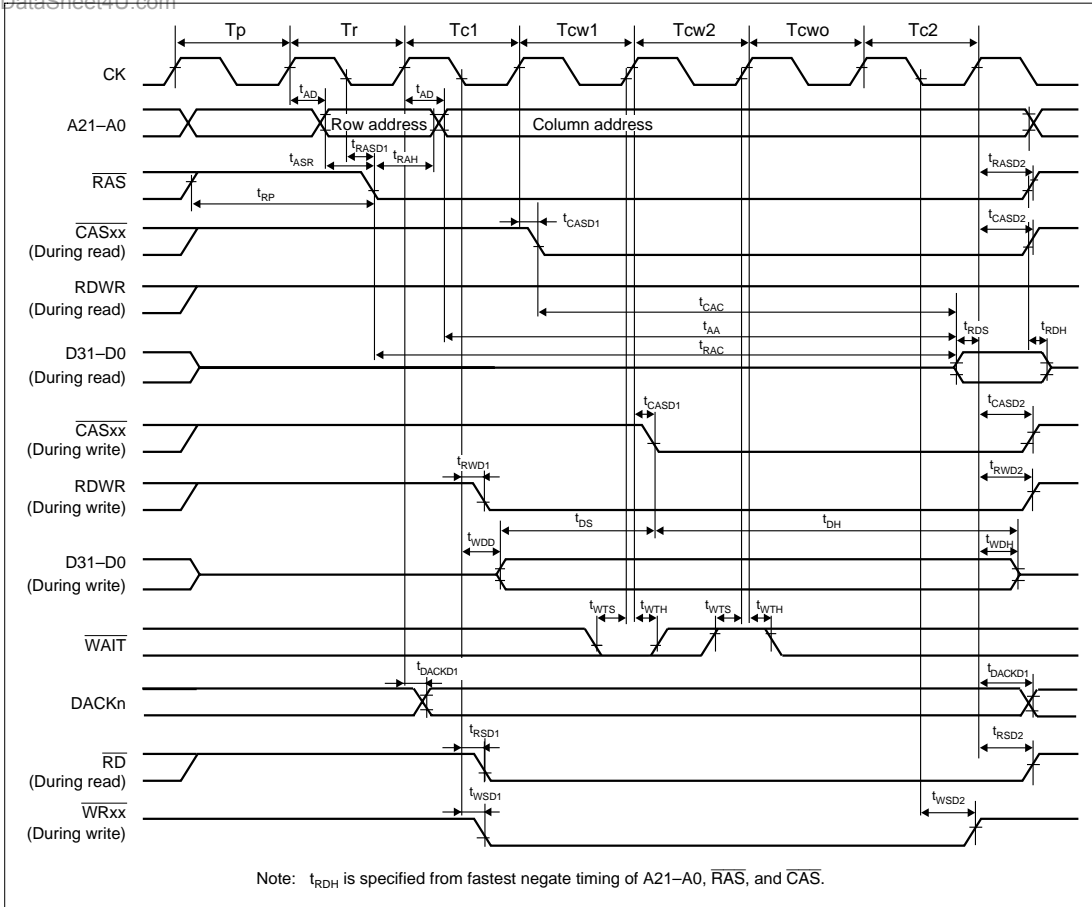 DataSheet4U.com
Tp Tr Tc1 Tcw1 Tcw2 Tcwo Tc2
CK
tAD tAD
A21–A0 Row address Column address
tRASD1
tASR tRAH
RAS tRP tRASD2
CASxx tCASD1 tCASD2
(During read)
RDWR
(During read) tCAC
tAA tRDS tRDH
D31–D0 tRAC
(During read)
tCASD1 tCASD2
CASxx
(During write)
tRWD1 tRWD2
RDWR
(During write)
tDS tDH
tWDD tWDH
D31–D0
(During write)
tWTS tWTH tWTS tWTH
WAIT
tDACKD1 tDACKD1
DACKn
tRSD1 tRSD2
RD
(During read)
tWSD1 tWSD2
WRxx
(During write)
Note: tRDH is specified from fastest negate timing of A21–A0, RAS, and CAS.